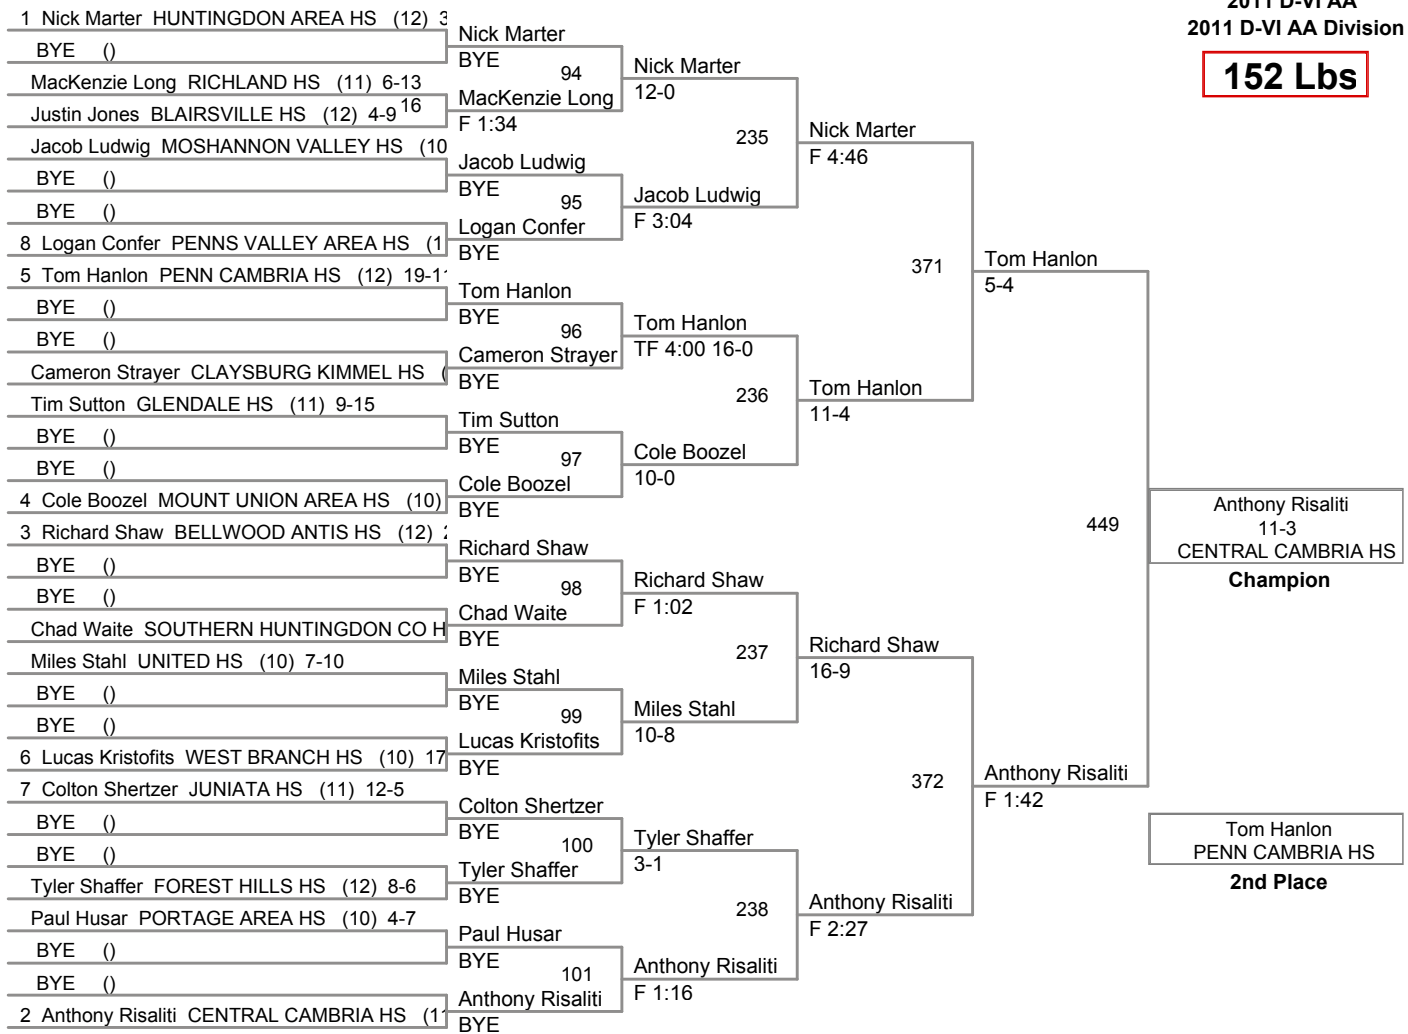 2011 D-VI AA
2011 D-VI AA Division
152 Lbs
1 Nick Marter HUNTINGDON AREA HS (12) 3
BYE ()
MacKenzie Long RICHLAND HS (11) 6-13
Justin Jones BLAIRSVILLE HS (12) 4-9 16
Jacob Ludwig MOSHANNON VALLEY HS (10
BYE ()
BYE ()
8 Logan Confer PENNS VALLEY AREA HS (1
5 Tom Hanlon PENN CAMBRIA HS (12) 19-11
BYE ()
BYE ()
Cameron Strayer CLAYSBURG KIMMEL HS (
Tim Sutton GLENDALE HS (11) 9-15
BYE ()
BYE ()
4 Cole Boozel MOUNT UNION AREA HS (10)
3 Richard Shaw BELLWOOD ANTIS HS (12) 2
BYE ()
BYE ()
Chad Waite SOUTHERN HUNTINGDON CO H
Miles Stahl UNITED HS (10) 7-10
BYE ()
BYE ()
6 Lucas Kristofits WEST BRANCH HS (10) 17
7 Colton Shertzer JUNIATA HS (11) 12-5
BYE ()
BYE ()
Tyler Shaffer FOREST HILLS HS (12) 8-6
Paul Husar PORTAGE AREA HS (10) 4-7
BYE ()
BYE ()
2 Anthony Risaliti CENTRAL CAMBRIA HS (11
Nick Marter
BYE
94
MacKenzie Long
F 1:34
Jacob Ludwig
BYE
95
Logan Confer
BYE
Tom Hanlon
BYE
96
Cameron Strayer
BYE
Tim Sutton
BYE
97
Cole Boozel
BYE
Richard Shaw
BYE
98
Chad Waite
BYE
Miles Stahl
BYE
99
Lucas Kristofits
BYE
Colton Shertzer
BYE
100
Tyler Shaffer
BYE
Paul Husar
BYE
101
Anthony Risaliti
BYE
Nick Marter
12-0
235
Jacob Ludwig
F 3:04
Tom Hanlon
TF 4:00 16-0
236
Cole Boozel
10-0
Richard Shaw
F 1:02
237
Miles Stahl
10-8
Tyler Shaffer
3-1
238
Anthony Risaliti
F 1:16
Nick Marter
F 4:46
371
Tom Hanlon
11-4
Richard Shaw
16-9
372
Anthony Risaliti
F 2:27
Tom Hanlon
5-4
449
Anthony Risaliti
F 1:42
Anthony Risaliti
11-3
CENTRAL CAMBRIA HS
Champion
Tom Hanlon
PENN CAMBRIA HS
2nd Place